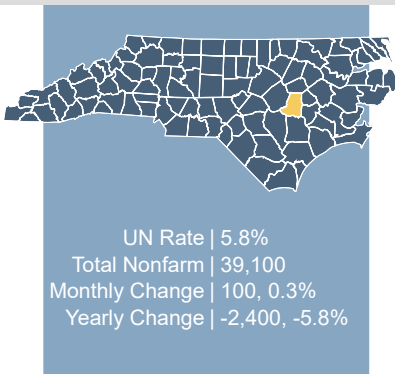 UN Rate | 5.8%
Total Nonfarm | 39,100
Monthly Change | 100, 0.3%
Yearly Change | -2,400, -5.8%